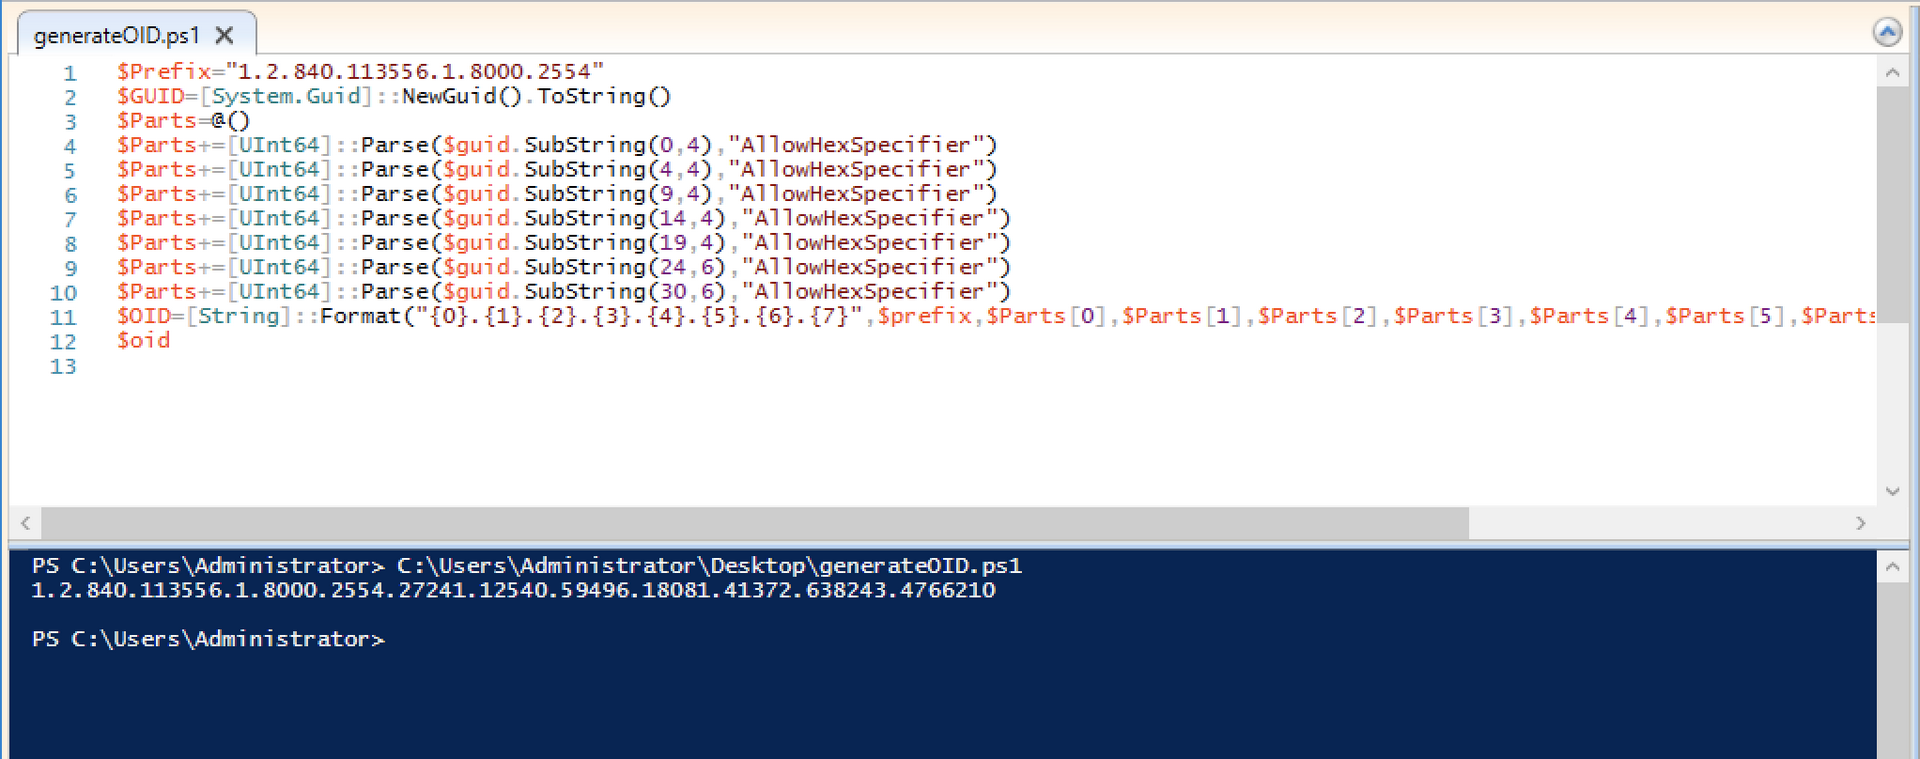 generateOID.ps1
1 $Prefix="1.2.840.113556.1.8000.2554"
2 $GUID=[System.Guid]::NewGuid().ToString()
3 $Parts=@()
4 $Parts+=[UInt64]::Parse($guid.SubString(0,4),"AllowHexSpecifier")
5 $Parts+=[UInt64]::Parse($guid.SubString(4,4),"AllowHexSpecifier")
6 $Parts+=[UInt64]::Parse($guid.SubString(9,4),"AllowHexSpecifier")
7 $Parts+=[UInt64]::Parse($guid.SubString(14,4),"AllowHexSpecifier")
8 $Parts+=[UInt64]::Parse($guid.SubString(19,4),"AllowHexSpecifier")
9 $Parts+=[UInt64]::Parse($guid.SubString(24,6),"AllowHexSpecifier")
10 $Parts+=[UInt64]::Parse($guid.SubString(30,6),"AllowHexSpecifier")
11 $OID=[String]::Format("{0}.{1}.{2}.{3}.{4}.{5}.{6}.{7}",$prefix,$Parts[0],$Parts[1],$Parts[2],$Parts[3],$Parts[4],$Parts[5],$Parts
12 $oid
13
PS C:\Users\Administrator> C:\Users\Administrator\Desktop\generateOID.ps1
1.2.840.113556.1.8000.2554.27241.12540.59496.18081.41372.638243.4766210
PS C:\Users\Administrator>